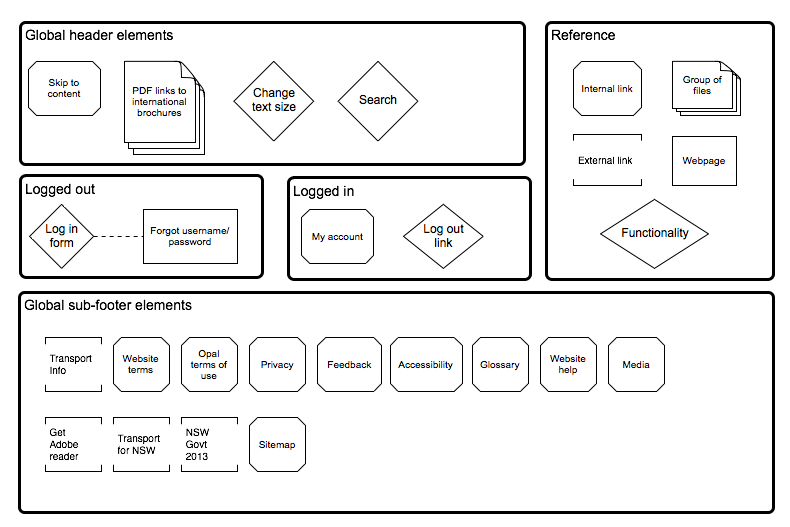 Global header elements
Skip to
content
PDF links to
international
brochures
Change
text size
Search
Reference
Internal link
Group of
files
External link
Webpage
Functionality
Logged out
Log in
form
Forgot username/
password
Logged in
My account
Log out
link
Global sub-footer elements
Transport
Info
Website
terms
Opal
terms of
use
Privacy
Feedback
Accessibility
Glossary
Website
help
Media
Get
Adobe
reader
Transport
for NSW
NSW
Govt
2013
Sitemap